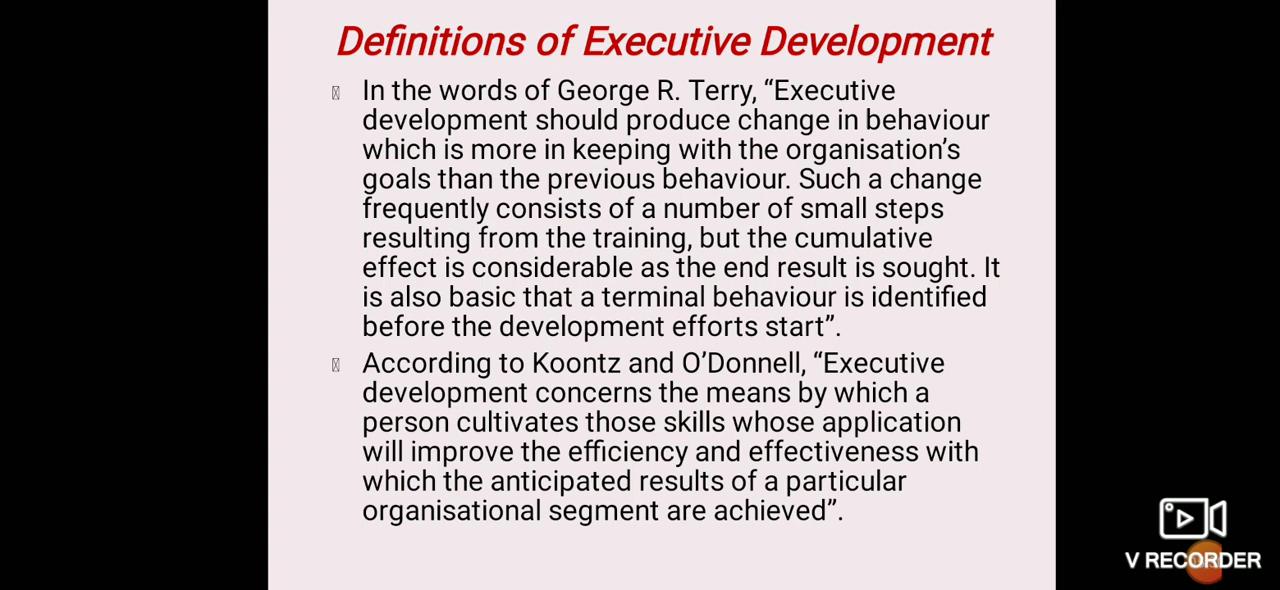 Definitions of Executive Development
In the words of George R. Terry, “Executive
development should produce change in behaviour
which is more in keeping with the organisation’s
goals than the previous behaviour. Such a change
frequently consists of a number of small steps
resulting from the training, but the cumulative
effect is considerable as the end result is sought. It
is also basic that a terminal behaviour is identified
before the development efforts start”.
According to Koontz and O’Donnell, “Executive
development concerns the means by which a
person cultivates those skills whose application
will improve the efficiency and effectiveness with
which the anticipated results of a particular
organisational segment are achieved”.
V RECORDER